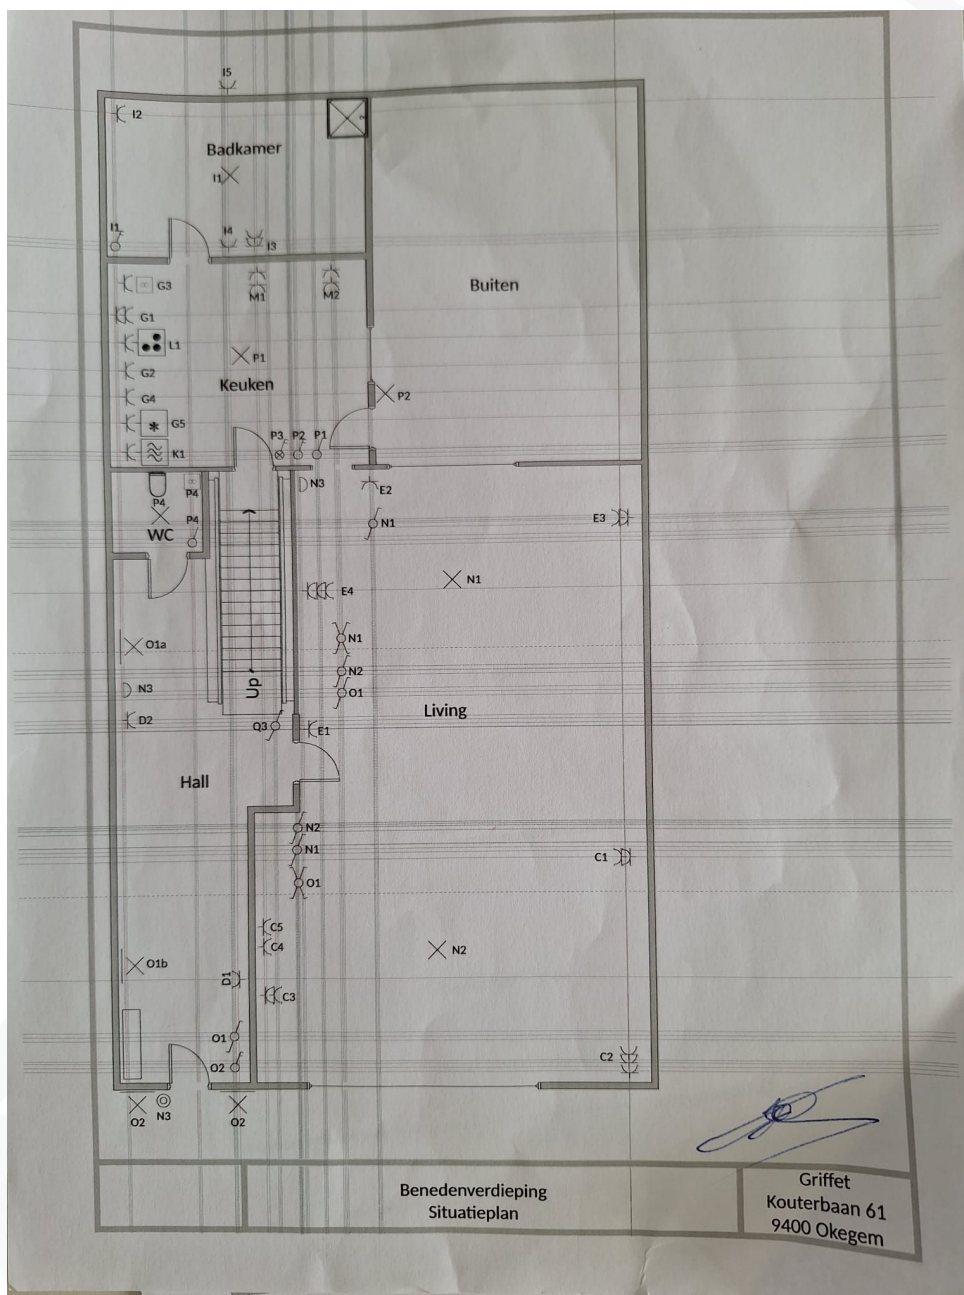 I5
I2
Badkamer
I1
I1
I4
I3
G3
M1
M2
Buiten
G1
L1
P1
G2
Keuken
P2
G4
G5
P3
P2
P1
K1
N3
E2
P4
P4
P4
WC
N1
E3
N1
E4
O1a
N1
N2
N3
O1
Up
D2
Q3
E1
Living
Hall
N2
N1
C1
O1
C5
C4
N2
O1b
D1
C3
O1
C2
O2
O2
N3
O2
Benedenverdieping
Situatieplan
Griffet
Kouterbaan 61
9400 Okegem